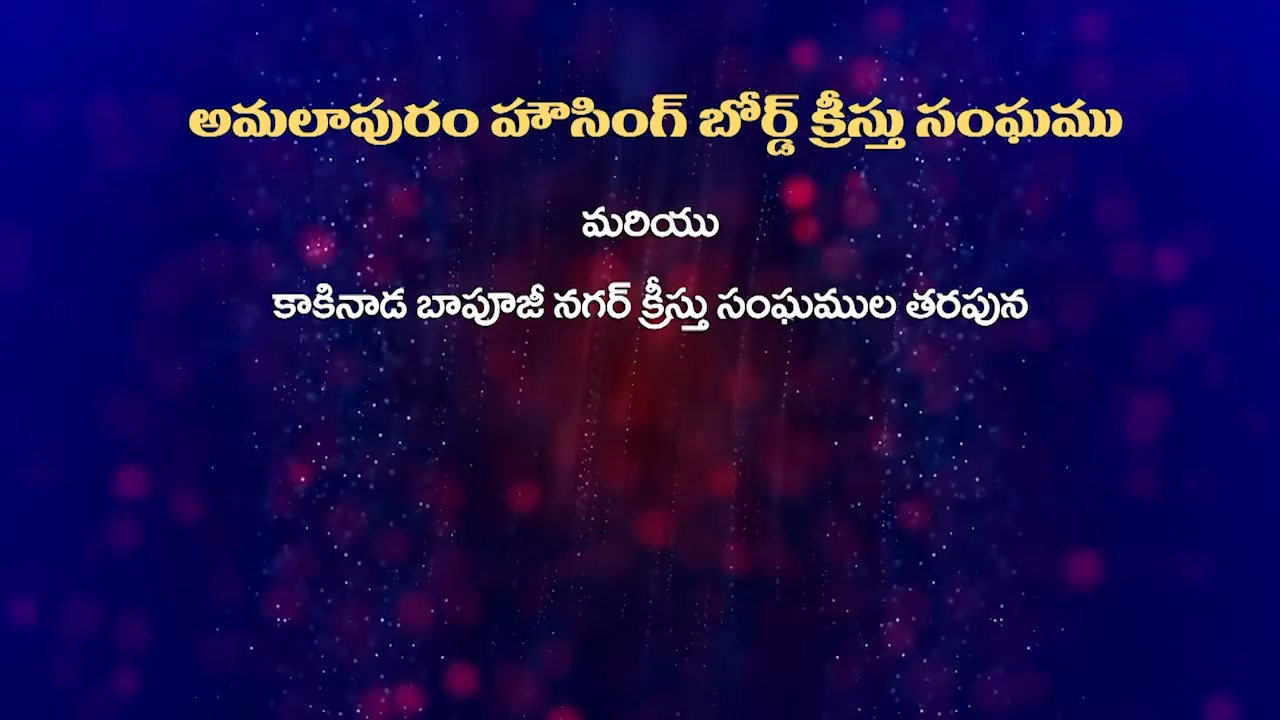 అమలాపురం హౌసింగ్ బోర్డ్ క్రీస్తు సంఘము
మరియు
కాకినాడ బాపూజీ నగర్ క్రీస్తు సంఘముల తరపున